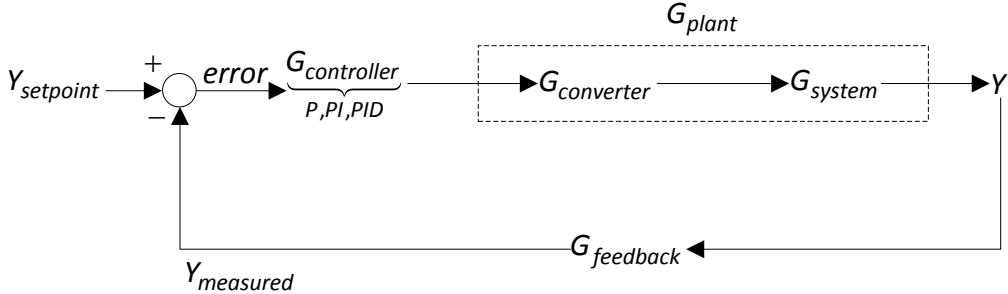 G_plant
+
Y_setpoint
error
G_controller
P,PI,PID
G_converter
G_system
Y
−
G_feedback
Y_measured